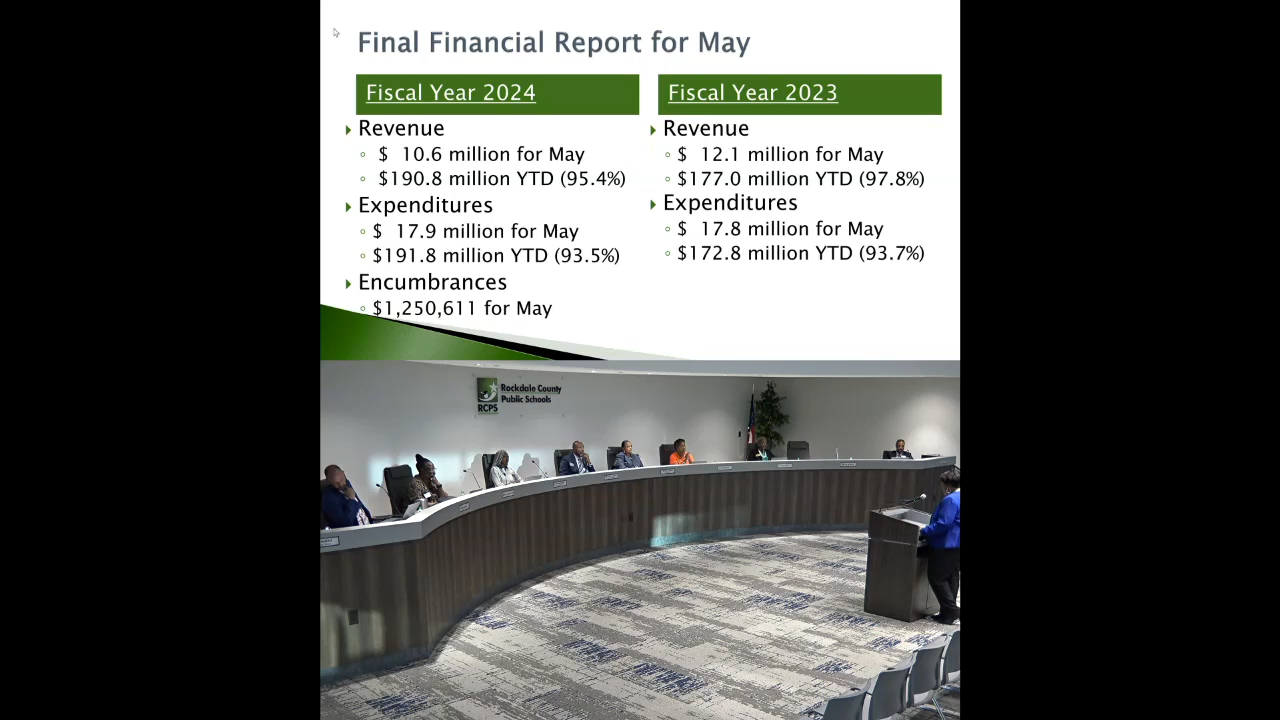 Final Financial Report for May
Fiscal Year 2024
Revenue
$ 10.6 million for May
$190.8 million YTD (95.4%)
Expenditures
$ 17.9 million for May
$191.8 million YTD (93.5%)
Encumbrances
$1,250,611 for May
Fiscal Year 2023
Revenue
$ 12.1 million for May
$177.0 million YTD (97.8%)
Expenditures
$ 17.8 million for May
$172.8 million YTD (93.7%)
RCPS
Rockdale County
Public Schools